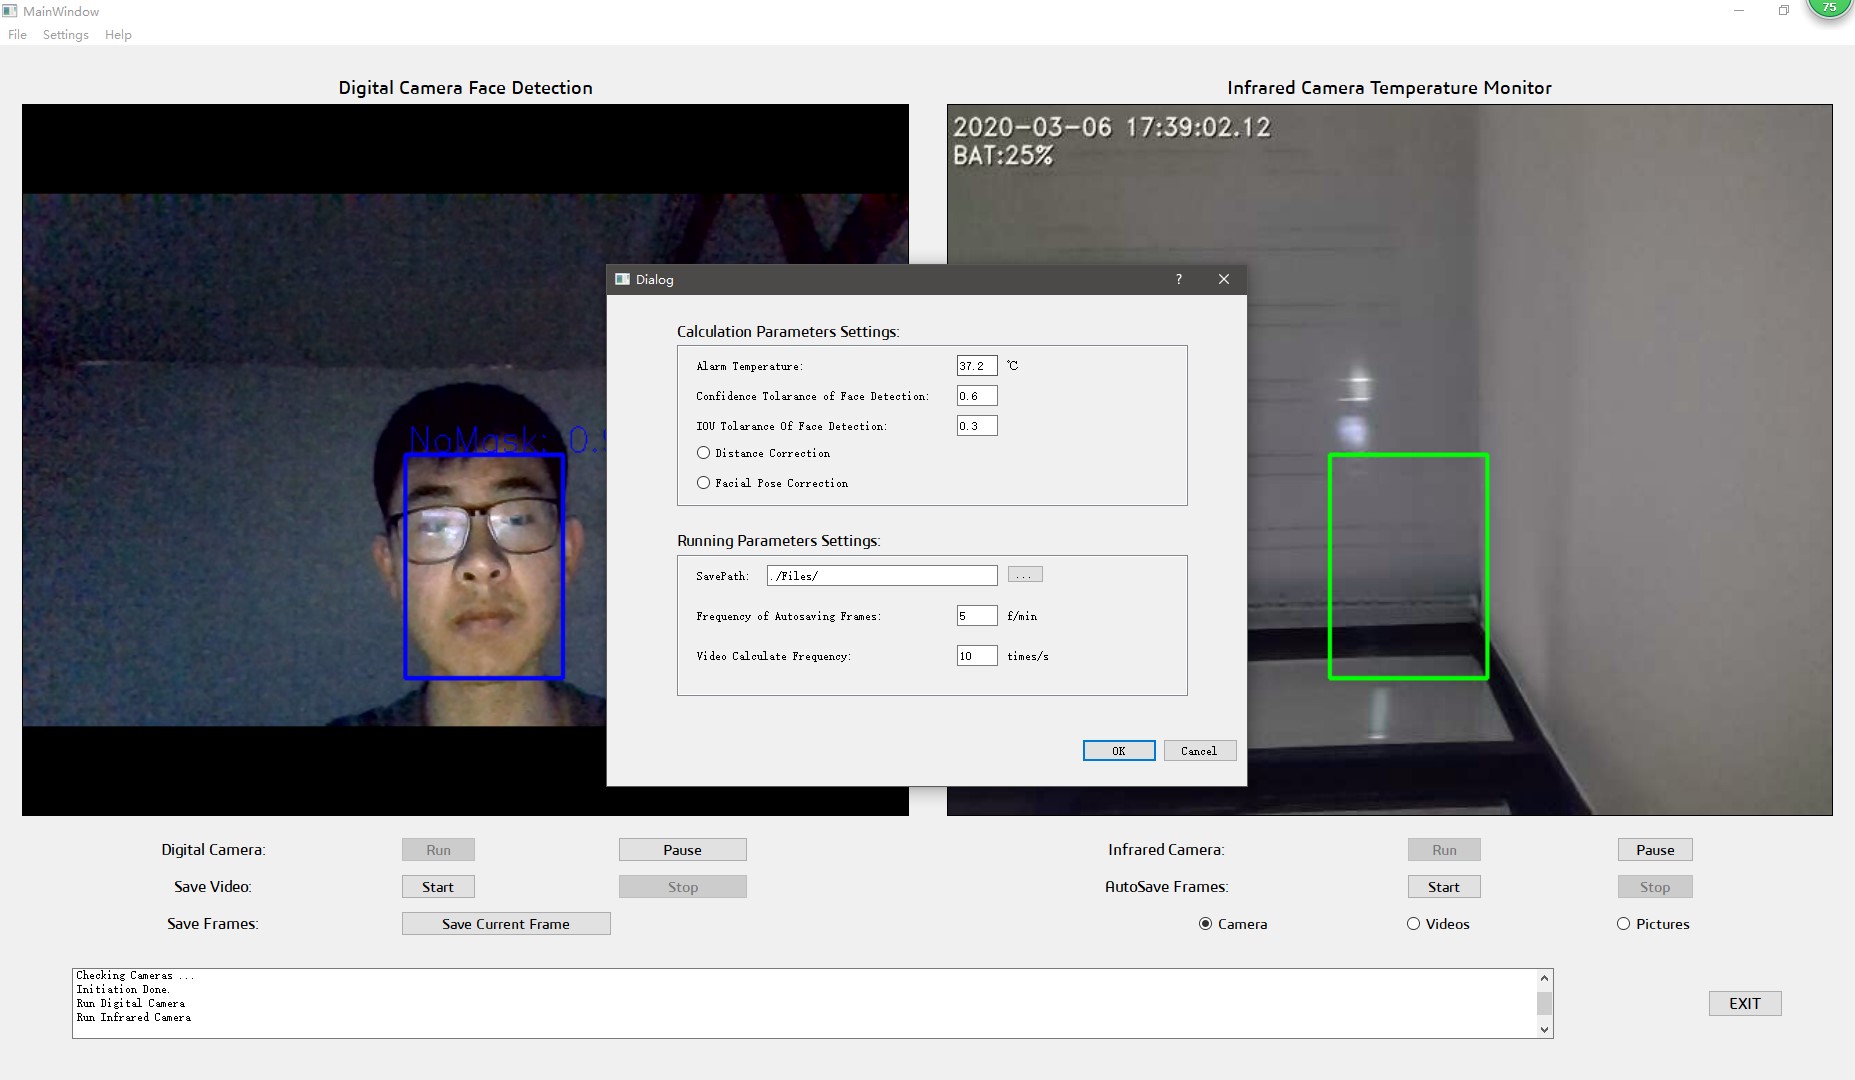 MainWindow
75
File Settings Help
Digital Camera Face Detection
Infrared Camera Temperature Monitor
2020-03-06 17:39:02.12
BAT:25%
NoMask: 0.
Dialog
?
Calculation Parameters Settings:
Alarm Temperature: 37.2 ℃
Confidence Tolarance of Face Detection: 0.6
IOU Tolarance Of Face Detection: 0.3
Distance Correction
Facial Pose Correction
Running Parameters Settings:
SavePath: ./Files/ ...
Frequency of Autosaving Frames: 5 f/min
Video Calculate Frequency: 10 times/s
OK Cancel
Digital Camera: Run Pause
Save Video: Start Stop
Save Frames: Save Current Frame
Infrared Camera: Run Pause
AutoSave Frames: Start Stop
Camera Videos Pictures
Checking Cameras ...
Initiation Done.
Run Digital Camera
Run Infrared Camera
EXIT